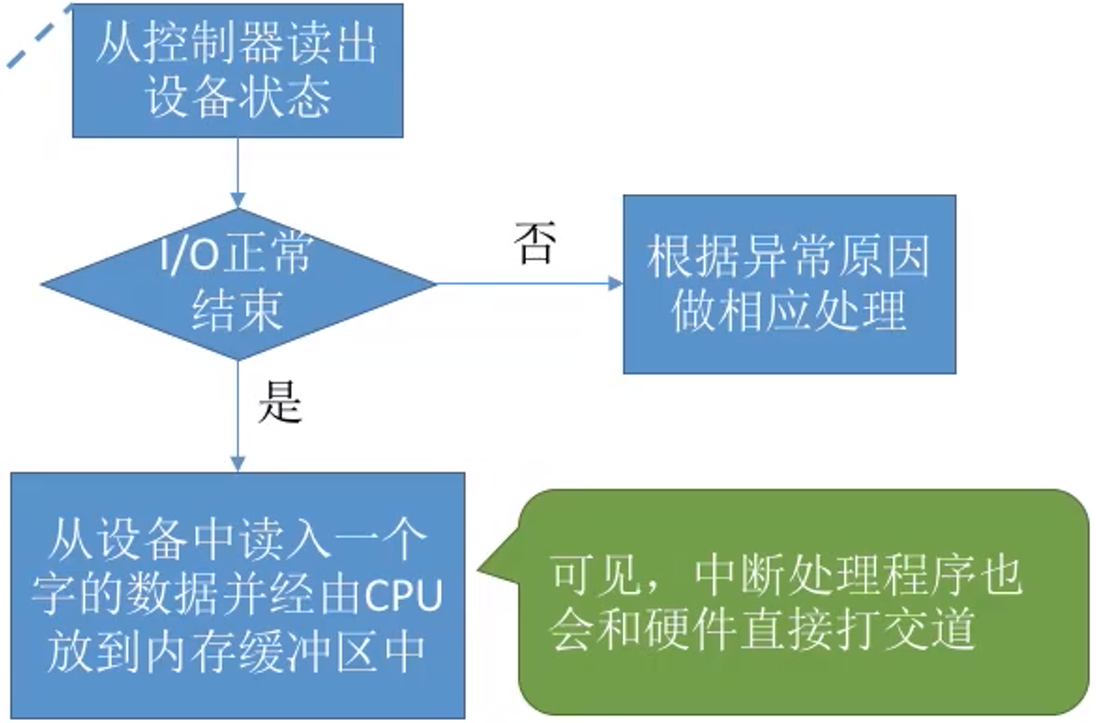 从控制器读出
设备状态
I/O正常
结束
否
根据异常原因
做相应处理
是
从设备中读入一个
字的数据并经由CPU
放到内存缓冲区中
可见，中断处理程序也
会和硬件直接打交道